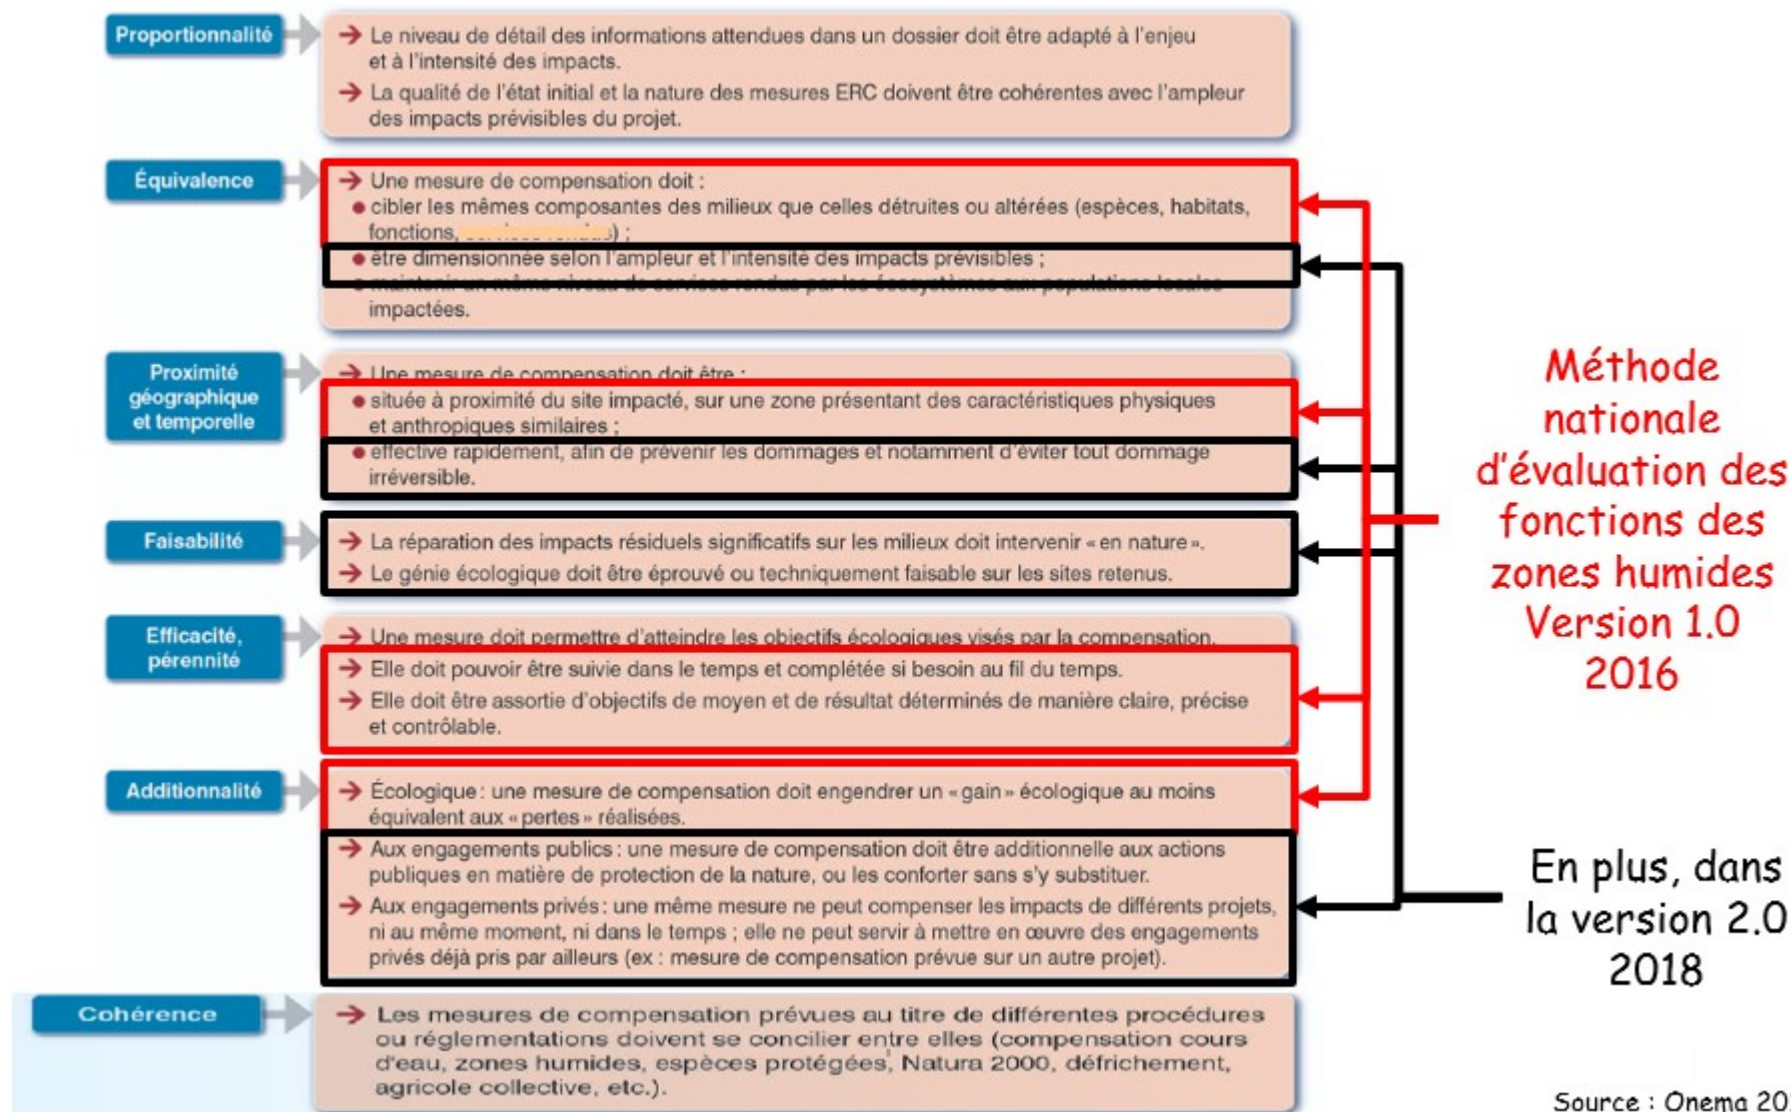 Proportionnalité
➔ Le niveau de détail des informations attendues dans un dossier doit être adapté à l'enjeu
et à l'intensité des impacts.
➔ La qualité de l'état initial et la nature des mesures ERC doivent être cohérentes avec l'ampleur
des impacts prévisibles du projet.
Équivalence
➔ Une mesure de compensation doit :
● cibler les mêmes composantes des milieux que celles détruites ou altérées (espèces, habitats,
fonctions, ) ;
● être dimensionnée selon l'ampleur et l'intensité des impacts prévisibles ;
● maintenir un même niveau de services rendus par les écosystèmes aux populations locales
impactées.
Proximité
géographique
et temporelle
➔ Une mesure de compensation doit être :
● située à proximité du site impacté, sur une zone présentant des caractéristiques physiques
et anthropiques similaires ;
● effective rapidement, afin de prévenir les dommages et notamment d'éviter tout dommage
irréversible.
Faisabilité
➔ La réparation des impacts résiduels significatifs sur les milieux doit intervenir « en nature ».
➔ Le génie écologique doit être éprouvé ou techniquement faisable sur les sites retenus.
Efficacité,
pérennité
➔ Une mesure doit permettre d'atteindre les objectifs écologiques visés par la compensation.
➔ Elle doit pouvoir être suivie dans le temps et complétée si besoin au fil du temps.
➔ Elle doit être assortie d'objectifs de moyen et de résultat déterminés de manière claire, précise
et contrôlable.
Additionnalité
➔ Écologique : une mesure de compensation doit engendrer un « gain » écologique au moins
équivalent aux « pertes » réalisées.
➔ Aux engagements publics : une mesure de compensation doit être additionnelle aux actions
publiques en matière de protection de la nature, ou les conforter sans s'y substituer.
➔ Aux engagements privés : une même mesure ne peut compenser les impacts de différents projets,
ni au même moment, ni dans le temps ; elle ne peut servir à mettre en œuvre des engagements
privés déjà pris par ailleurs (ex : mesure de compensation prévue sur un autre projet).
Cohérence
➔ Les mesures de compensation prévues au titre de différentes procédures
ou réglementations doivent se concilier entre elles (compensation cours
d'eau, zones humides, espèces protégées, Natura 2000, défrichement,
agricole collective, etc.).
Méthode
nationale
d'évaluation des
fonctions des
zones humides
Version 1.0
2016
En plus, dans
la version 2.0
2018
Source : Onema 20